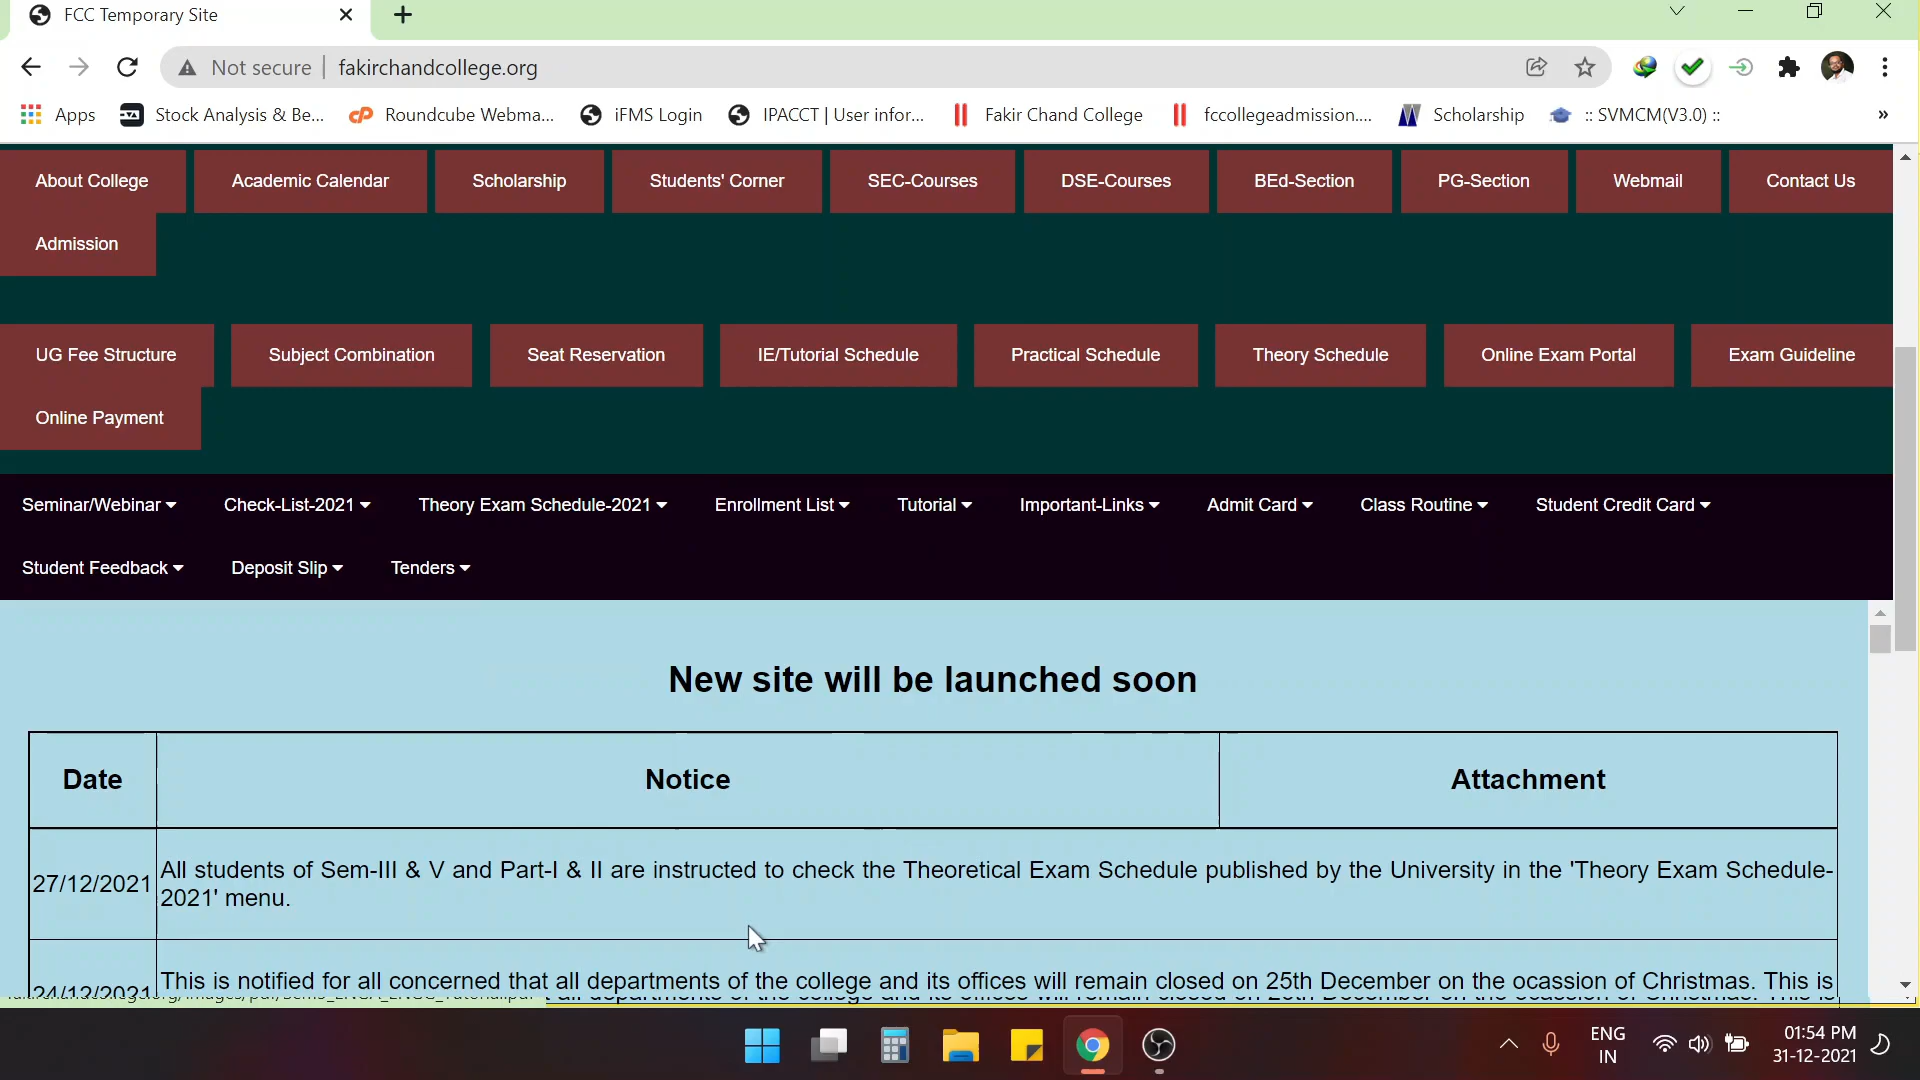 FCC Temporary Site
Not secure fakirchandcollege.org
Apps Stock Analysis & Be... Roundcube Webma... iFMS Login IPACCT | User infor... Fakir Chand College fccollegeadmission.... Scholarship :: SVMCM(V3.0) :: »
About College Academic Calendar Scholarship Students' Corner SEC-Courses DSE-Courses BEd-Section PG-Section Webmail Contact Us
Admission
UG Fee Structure Subject Combination Seat Reservation IE/Tutorial Schedule Practical Schedule Theory Schedule Online Exam Portal Exam Guideline
Online Payment
Seminar/Webinar Check-List-2021 Theory Exam Schedule-2021 Enrollment List Tutorial Important-Links Admit Card Class Routine Student Credit Card
Student Feedback Deposit Slip Tenders
New site will be launched soon
Date Notice Attachment
27/12/2021 All students of Sem-III & V and Part-I & II are instructed to check the Theoretical Exam Schedule published by the University in the 'Theory Exam Schedule-
2021' menu.
24/12/2021 This is notified for all concerned that all departments of the college and its offices will remain closed on 25th December on the ocassion of Christmas. This is
ENG 01:54 PM
IN 31-12-2021